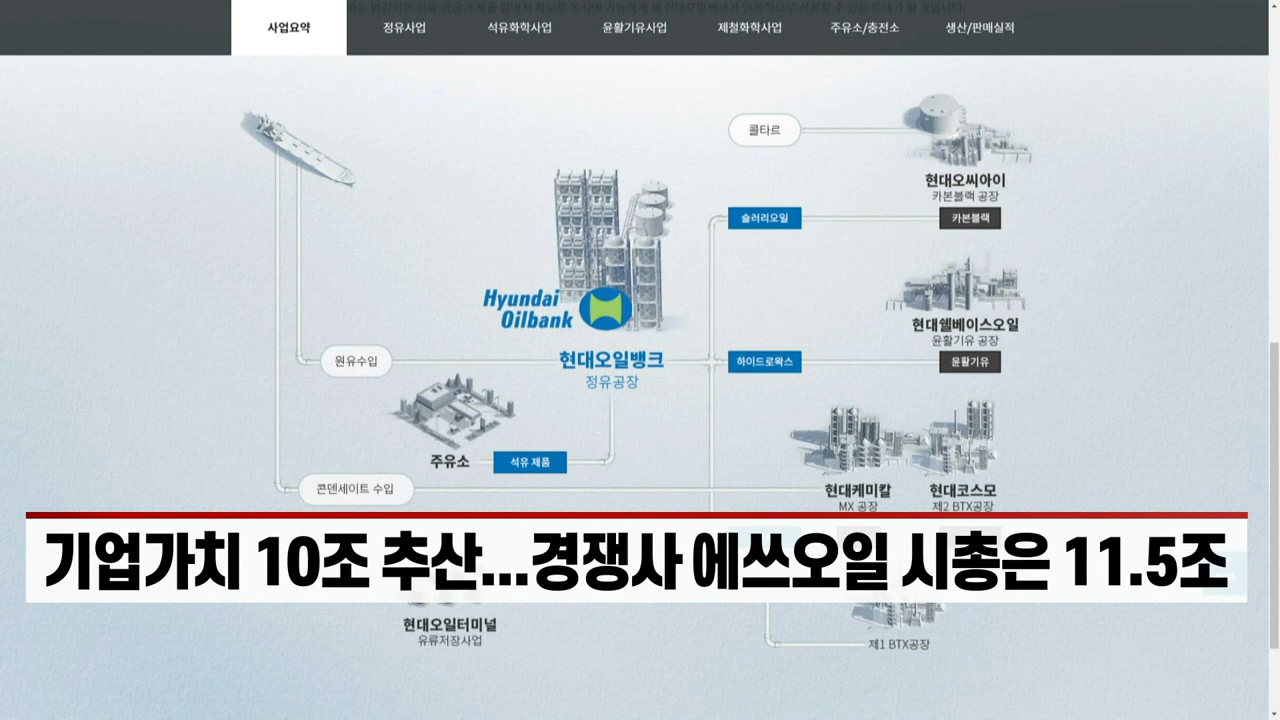 사업요약
정유사업
석유화학사업
윤활기유사업
제철화학사업
주유소/충전소
생산/판매실적
콜타르
현대오씨아이
카본블랙 공장
슬러리오일
카본블랙
Hyundai
Oilbank
현대쉘베이스오일
윤활기유 공장
원유수입
현대오일뱅크
정유공장
하이드로왁스
윤활기유
주유소
석유 제품
콘덴세이트 수입
현대케미칼
MX 공장
현대코스모
제2 BTX공장
기업가치 10조 추산...경쟁사 에쓰오일 시총은 11.5조
현대오일터미널
유류저장사업
제1 BTX공장